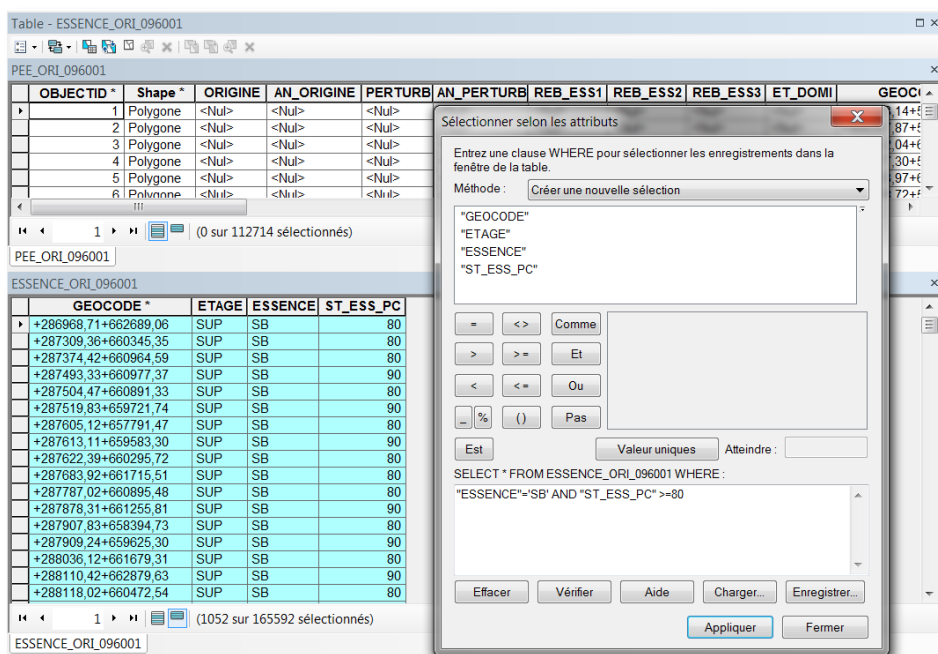 Table - ESSENCE_ORI_096001
PEE_ORI_096001
OBJECTID * Shape * ORIGINE AN_ORIGINE PERTURB AN_PERTURB REB_ESS1 REB_ESS2 REB_ESS3 ET_DOMI GEOC
1 Polygone <Nul> <Nul> <Nul> ,14+5
2 Polygone <Nul> <Nul> <Nul> ,87+5
3 Polygone <Nul> <Nul> <Nul> ,04+6
4 Polygone <Nul> <Nul> <Nul> ,30+5
5 Polygone <Nul> <Nul> <Nul> ,97+6
6 Polygone <Nul> <Nul> <Nul>
1 (0 sur 112714 sélectionnés)
PEE_ORI_096001
ESSENCE_ORI_096001
GEOCODE * ETAGE ESSENCE ST_ESS_PC
+286968,71+662689,06 SUP SB 80
+287309,36+660345,35 SUP SB 80
+287374,42+660964,59 SUP SB 80
+287493,33+660977,37 SUP SB 90
+287504,47+660891,33 SUP SB 80
+287519,83+659721,74 SUP SB 90
+287605,12+657791,47 SUP SB 80
+287613,11+659583,30 SUP SB 90
+287622,39+660295,72 SUP SB 80
+287683,92+661715,51 SUP SB 80
+287787,02+660895,48 SUP SB 80
+287878,31+661255,81 SUP SB 90
+287907,83+658394,73 SUP SB 80
+287909,24+659625,30 SUP SB 90
+288036,12+661679,31 SUP SB 80
+288110,42+662879,63 SUP SB 90
+288118,02+660472,54 SUP SB 80
1 (1052 sur 165592 sélectionnés)
ESSENCE_ORI_096001
Sélectionner selon les attributs
Entrez une clause WHERE pour sélectionner les enregistrements dans la
fenêtre de la table.
Méthode : Créer une nouvelle sélection
"GEOCODE"
"ETAGE"
"ESSENCE"
"ST_ESS_PC"
= <> Comme
> >= Et
< <= Ou
_ % () Pas
Est Valeur uniques Atteindre :
SELECT * FROM ESSENCE_ORI_096001 WHERE :
"ESSENCE"='SB' AND "ST_ESS_PC" >=80
Effacer Vérifier Aide Charger... Enregistrer...
Appliquer Fermer